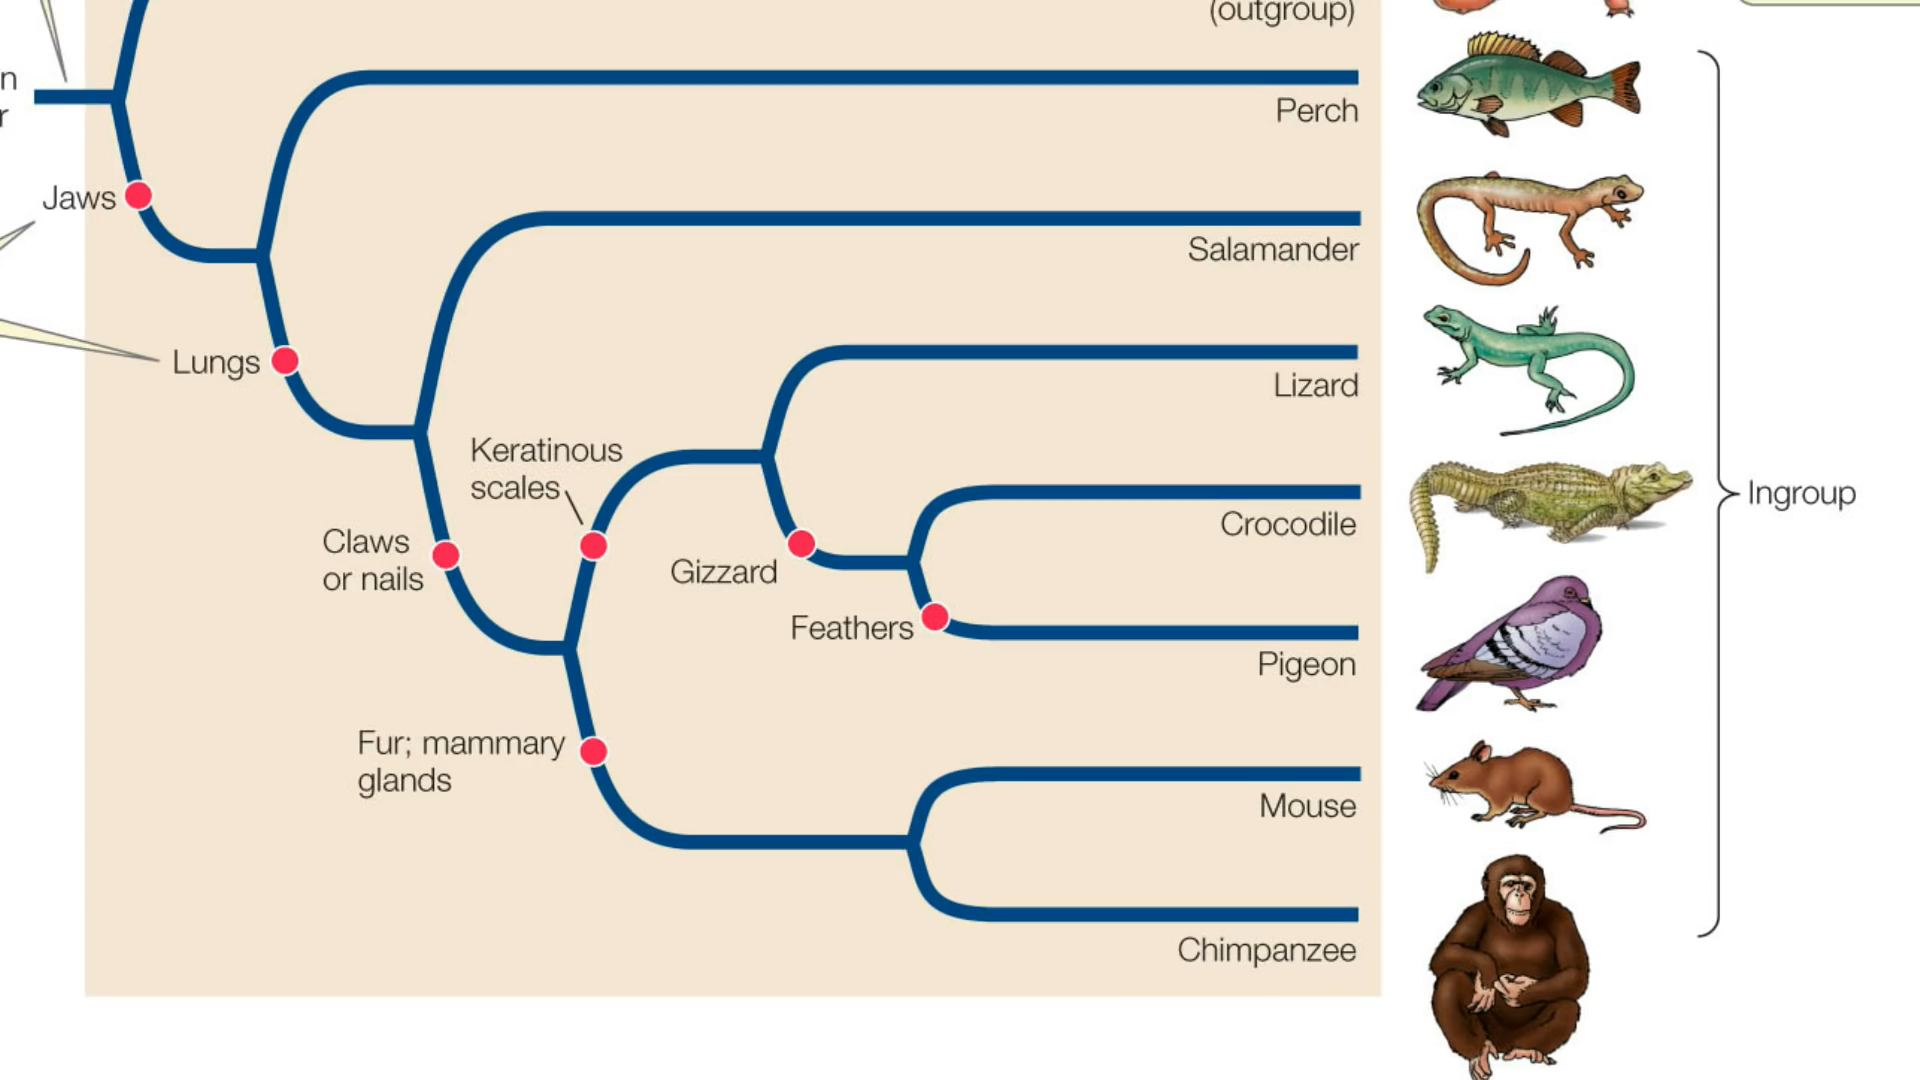 (outgroup)
Perch
Jaws
Salamander
Lungs
Lizard
Keratinous
scales
Ingroup
Crocodile
Claws
or nails
Gizzard
Feathers
Pigeon
Fur; mammary
glands
Mouse
Chimpanzee